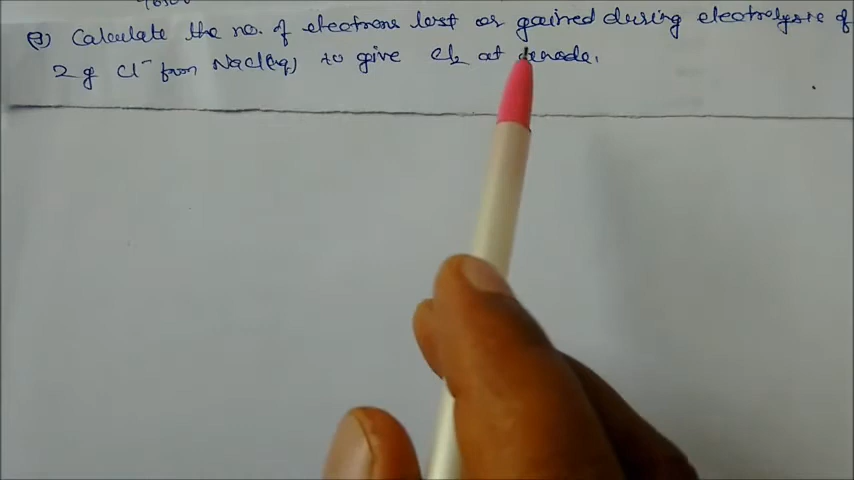 (3) Calculate the no. of electrons lost or gained during electrolysis of
2 g Cl⁻ from NaCl(aq) to give Cl₂ at anode.